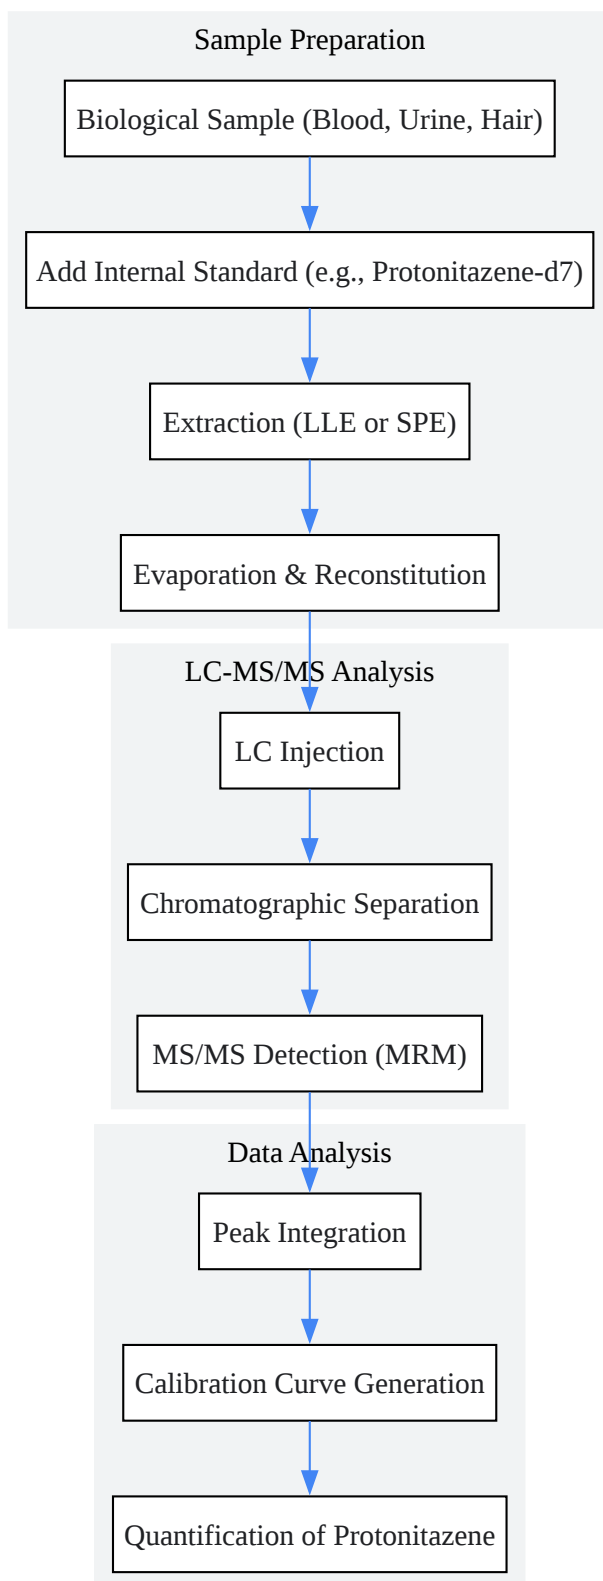 Sample Preparation
Biological Sample (Blood, Urine, Hair)
Add Internal Standard (e.g., Protonitazene-d7)
Extraction (LLE or SPE)
Evaporation & Reconstitution
LC-MS/MS Analysis
LC Injection
Chromatographic Separation
MS/MS Detection (MRM)
Data Analysis
Peak Integration
Calibration Curve Generation
Quantification of Protonitazene